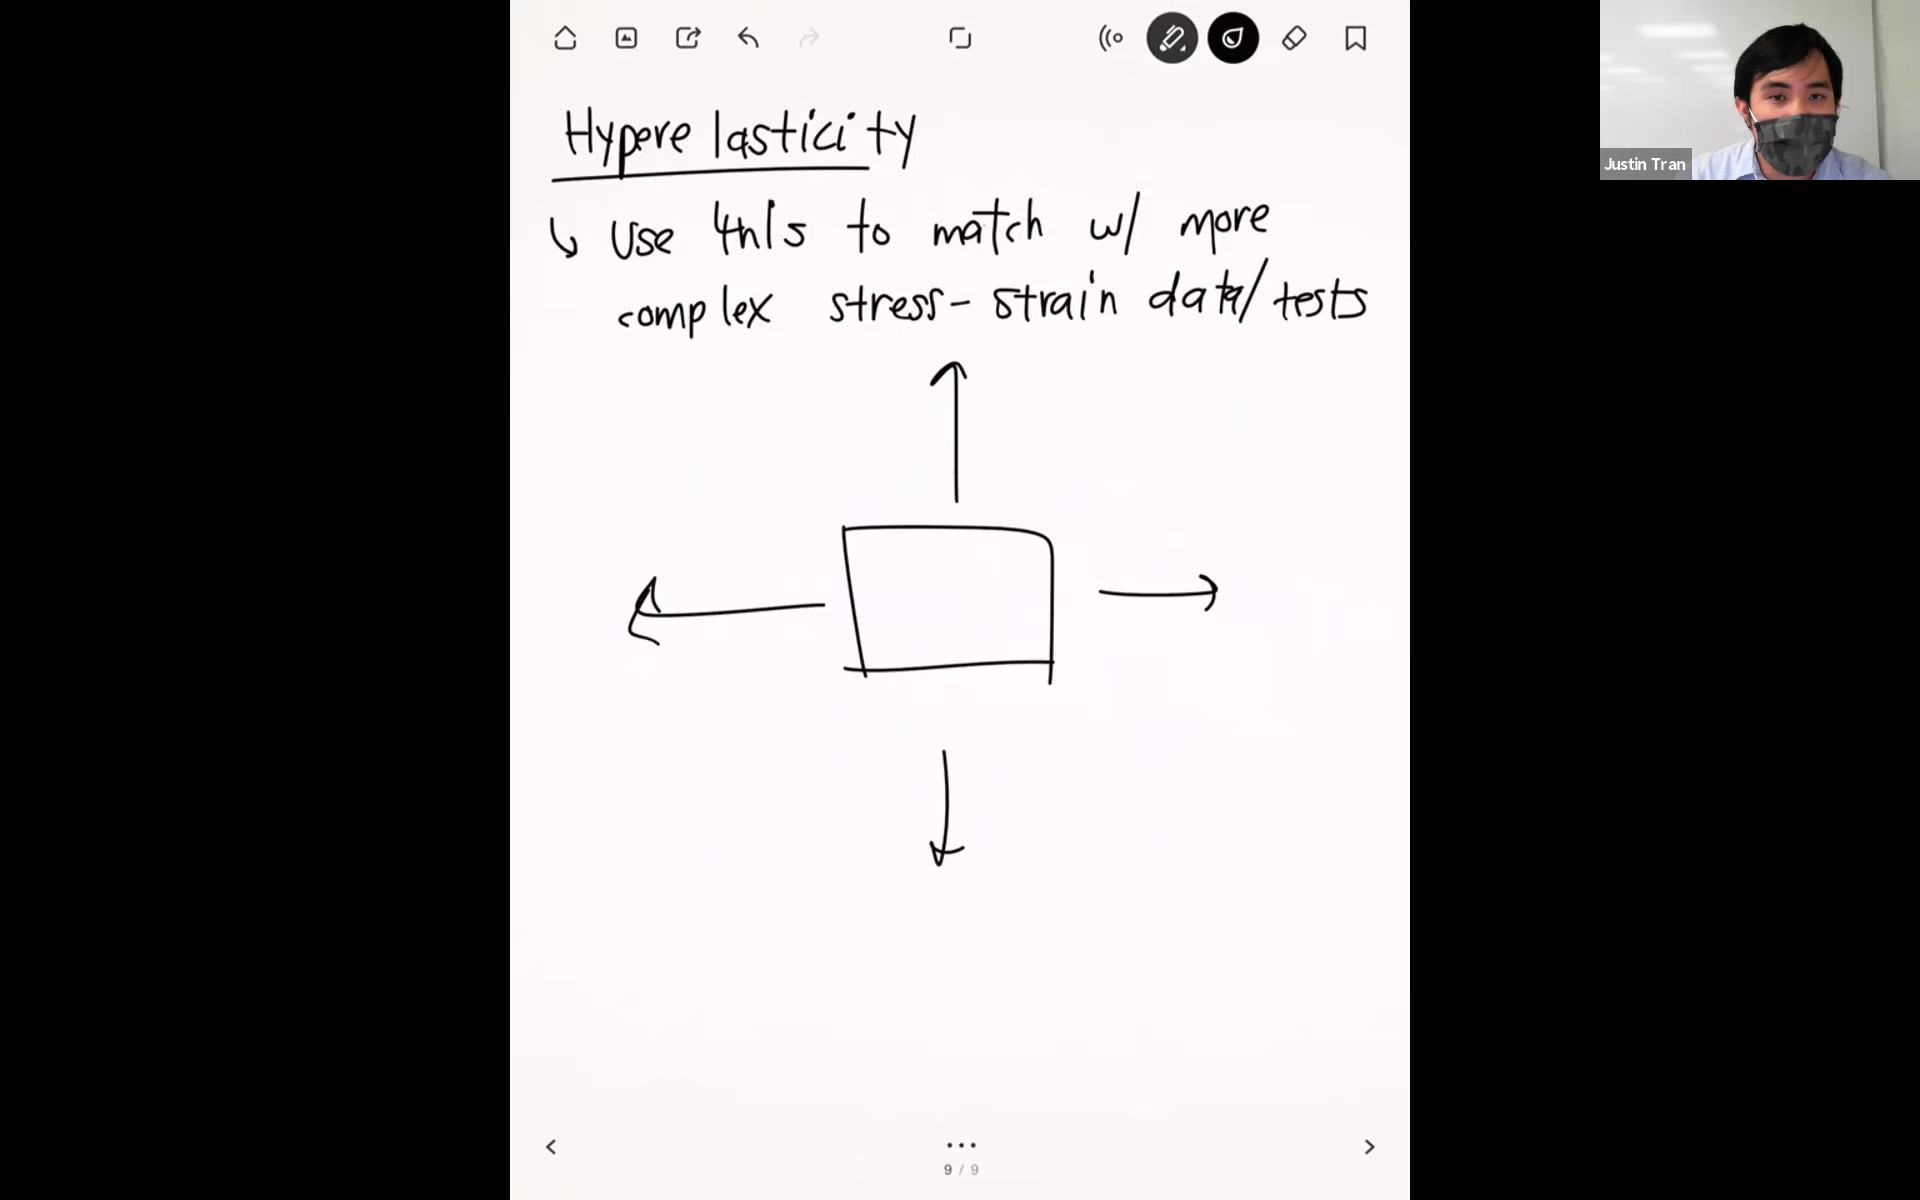 Hyperelasticity
Use this to match w/ more
complex stress-strain data/tests
Justin Tran
9 / 9